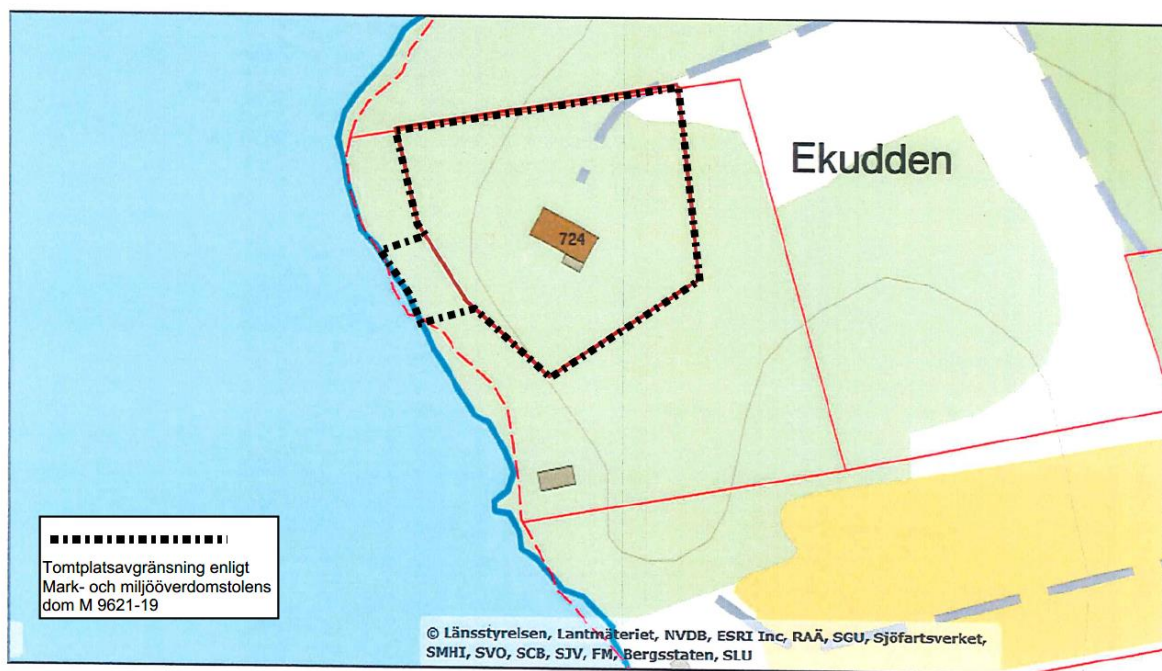 Ekudden
724
Tomtplatsavgränsning enligt
Mark- och miljööverdomstolens
dom M 9621-19
© Länsstyrelsen, Lantmäteriet, NVDB, ESRI Inc, RAÄ, SGU, Sjöfartsverket,
SMHI, SVO, SCB, SJV, FM, Bergsstaten, SLU